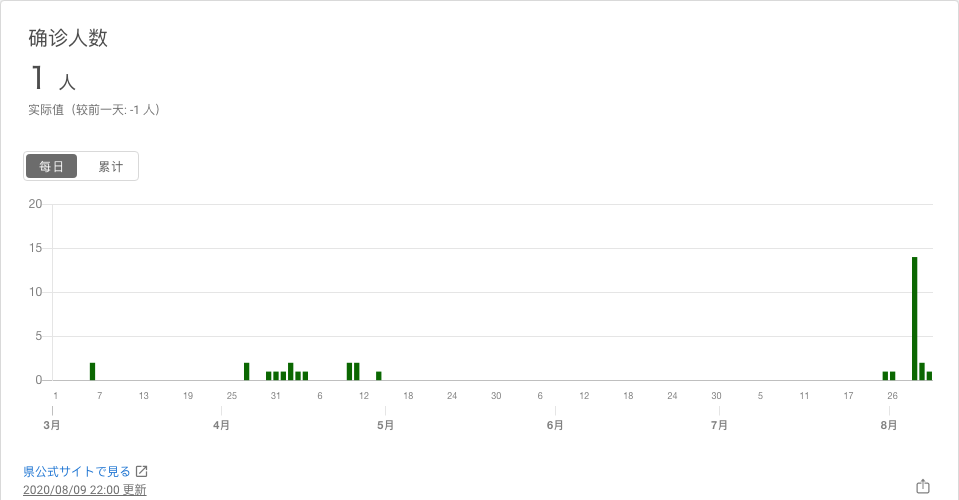 确诊人数
1 人
实际值（较前一天: -1 人）
每日 累计
20
15
10
5
0
1 7 13 19 25 31 6 12 18 24 30 6 12 18 24 30 5 11 17 26
3月 4月 5月 6月 7月 8月
県公式サイトで見る
2020/08/09 22:00 更新